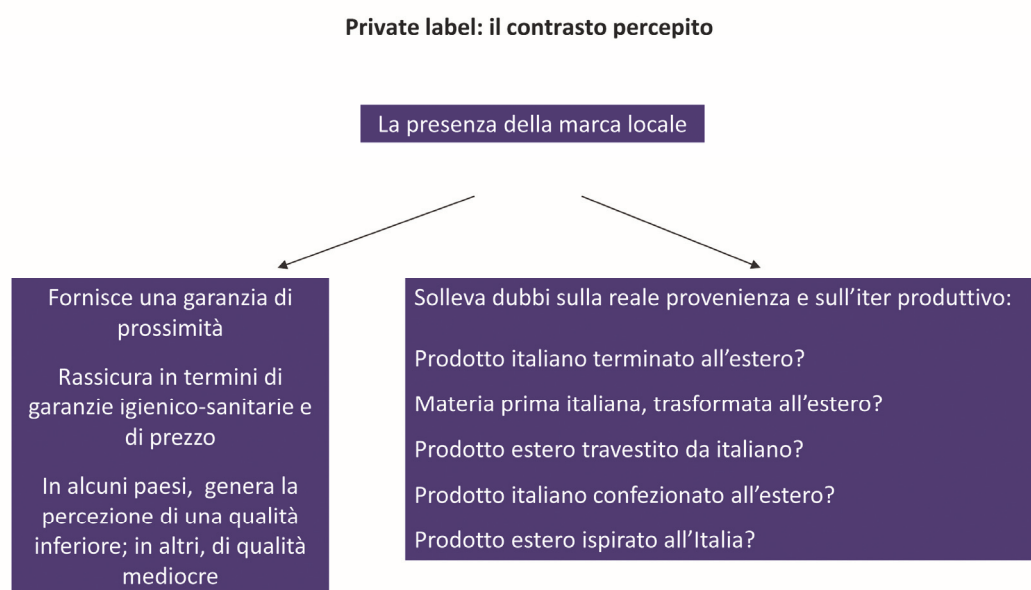 Private label: il contrasto percepito
La presenza della marca locale
Fornisce una garanzia di
prossimità
Rassicura in termini di
garanzie igienico-sanitarie e
di prezzo
In alcuni paesi, genera la
percezione di una qualità
inferiore; in altri, di qualità
mediocre
Solleva dubbi sulla reale provenienza e sull’iter produttivo:
Prodotto italiano terminato all’estero?
Materia prima italiana, trasformata all’estero?
Prodotto estero travestito da italiano?
Prodotto italiano confezionato all’estero?
Prodotto estero ispirato all’Italia?